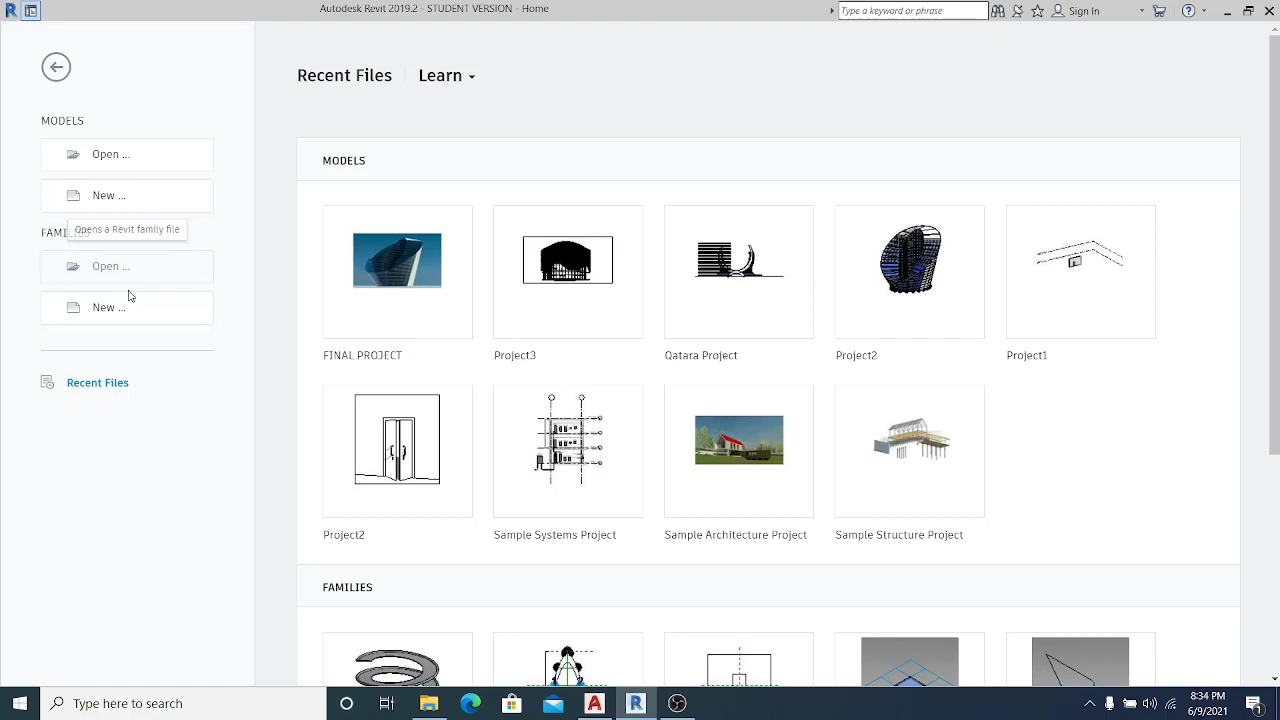 Autodesk Revit 2019.2 - STUDENT VERSION - Home
Type a keyword or phrase
Sign In
Recent Files
Learn
MODELS
Open ...
New ...
Opens a Revit family file
Open ...
New ...
Recent Files
MODELS
FINAL PROJECT
Project3
Qatara Project
Project2
Project1
Project2
Sample Systems Project
Sample Architecture Project
Sample Structure Project
FAMILIES
Type here to search
8:34 PM
6/9/2021